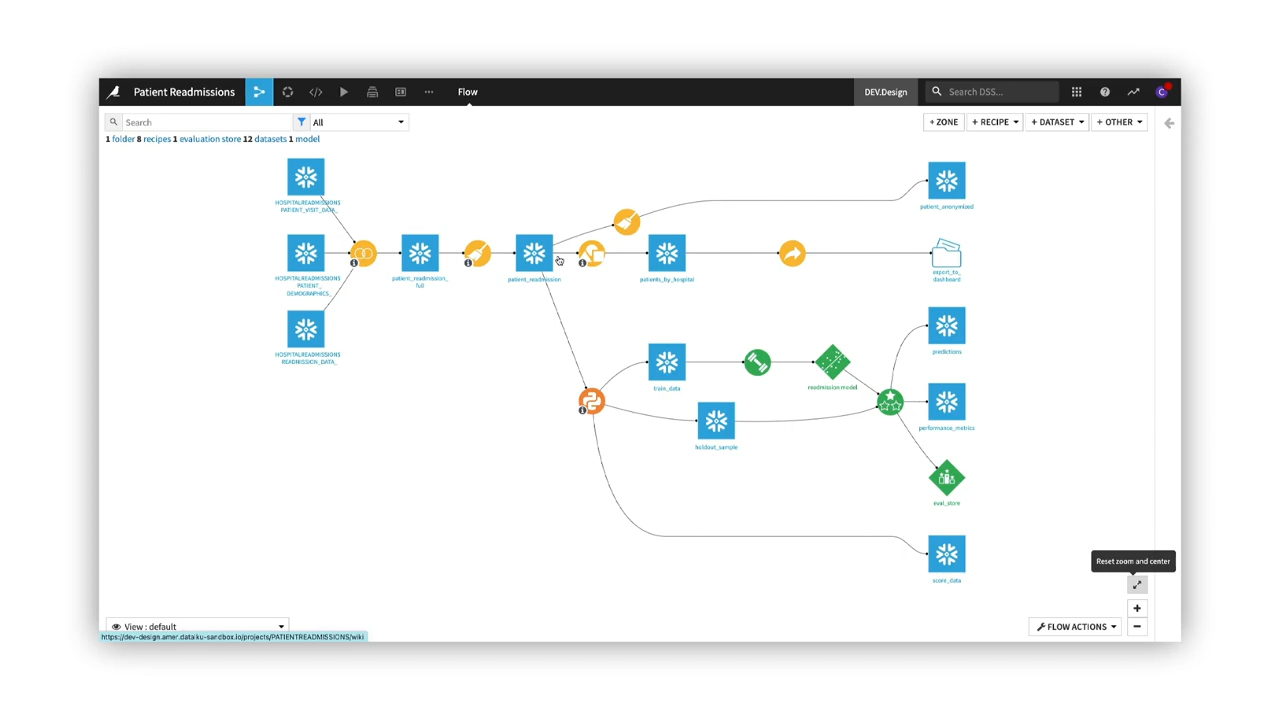 Patient Readmissions
Flow
DEV.Design
Search DSS...
C
Search
All
+ ZONE
+ RECIPE
+ DATASET
+ OTHER
1 folder 8 recipes 1 evaluation store 12 datasets 1 model
HOSPITALREADMISSIONS
PATIENT_VISIT_DATA_
patient_anonymized
HOSPITALREADMISSIONS
PATIENT_
DEMOGRAPHICS_
patient_readmission_
full
patient_readmission
patients_by_hospital
export_to_
dashboard
HOSPITALREADMISSIONS
READMISSION_DATA_
predictions
train_data
readmission model
performance_metrics
holdout_sample
eval_store
Reset zoom and center
score_data
View : default
FLOW ACTIONS
https://dev-design.amer.dataiku-sandbox.io/projects/PATIENTREADMISSIONS/wiki